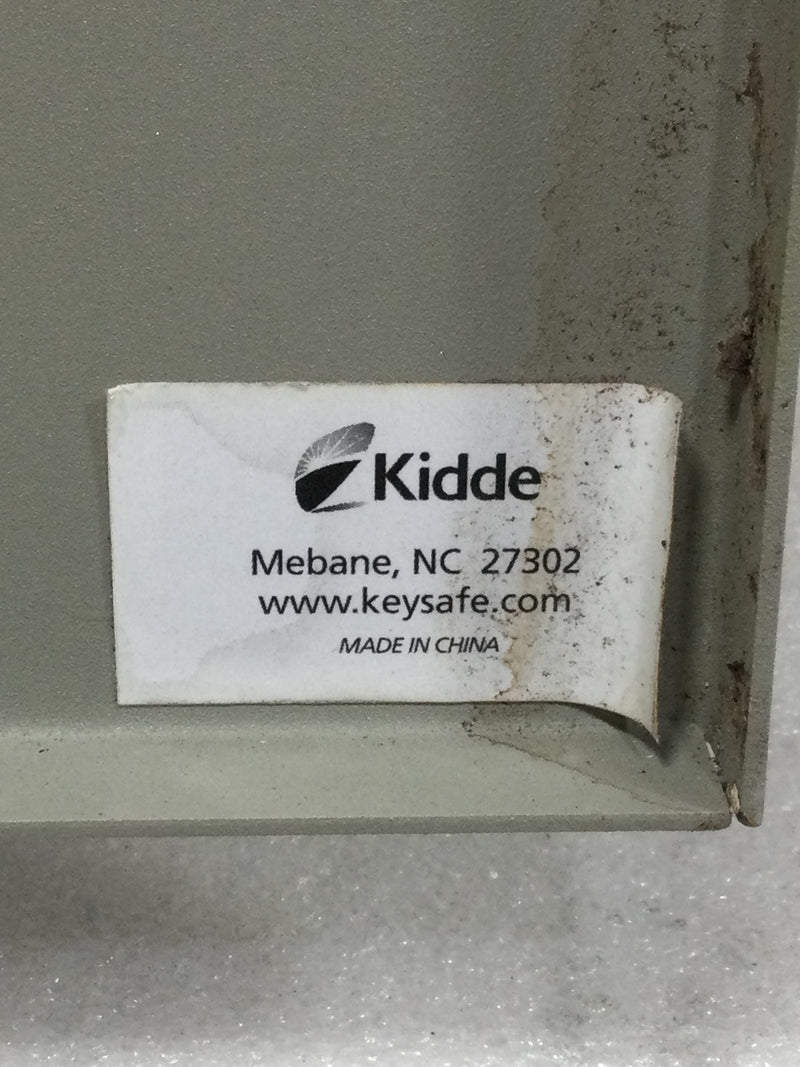 Kidde
Mebane, NC 27302
www.keysafe.com
MADE IN CHINA